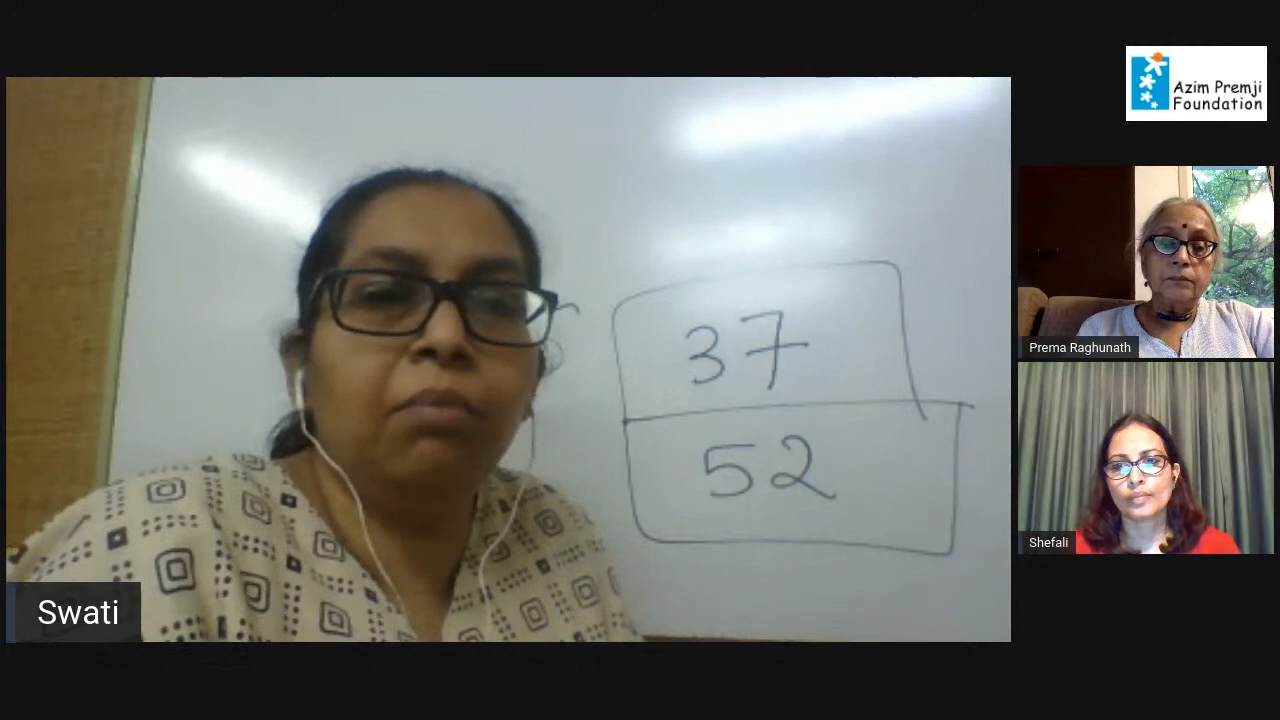 Azim Premji
Foundation
37
52
Prema Raghunath
Shefali
Swati